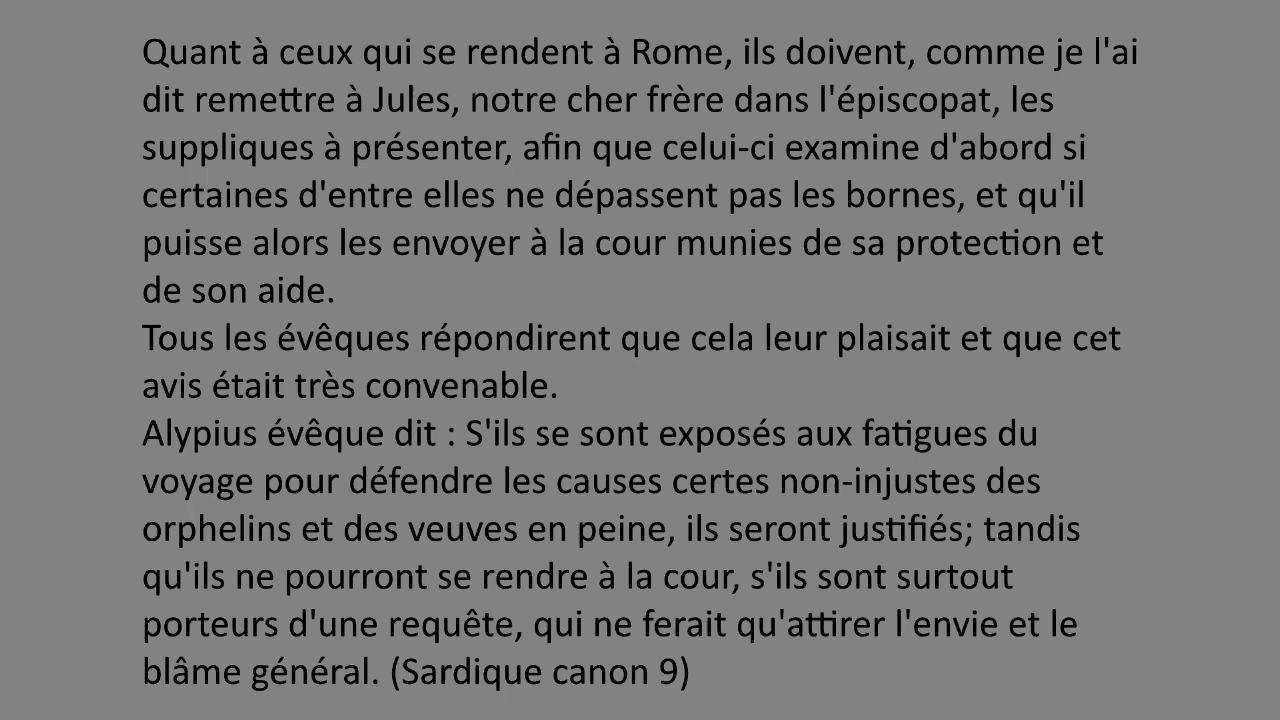 Quant à ceux qui se rendent à Rome, ils doivent, comme je l'ai
dit remettre à Jules, notre cher frère dans l'épiscopat, les
suppliques à présenter, afin que celui-ci examine d'abord si
certaines d'entre elles ne dépassent pas les bornes, et qu'il
puisse alors les envoyer à la cour munies de sa protection et
de son aide.
Tous les évêques répondirent que cela leur plaisait et que cet
avis était très convenable.
Alypius évêque dit : S'ils se sont exposés aux fatigues du
voyage pour défendre les causes certes non-injustes des
orphelins et des veuves en peine, ils seront justifiés; tandis
qu'ils ne pourront se rendre à la cour, s'ils sont surtout
porteurs d'une requête, qui ne ferait qu'attirer l'envie et le
blâme général. (Sardique canon 9)